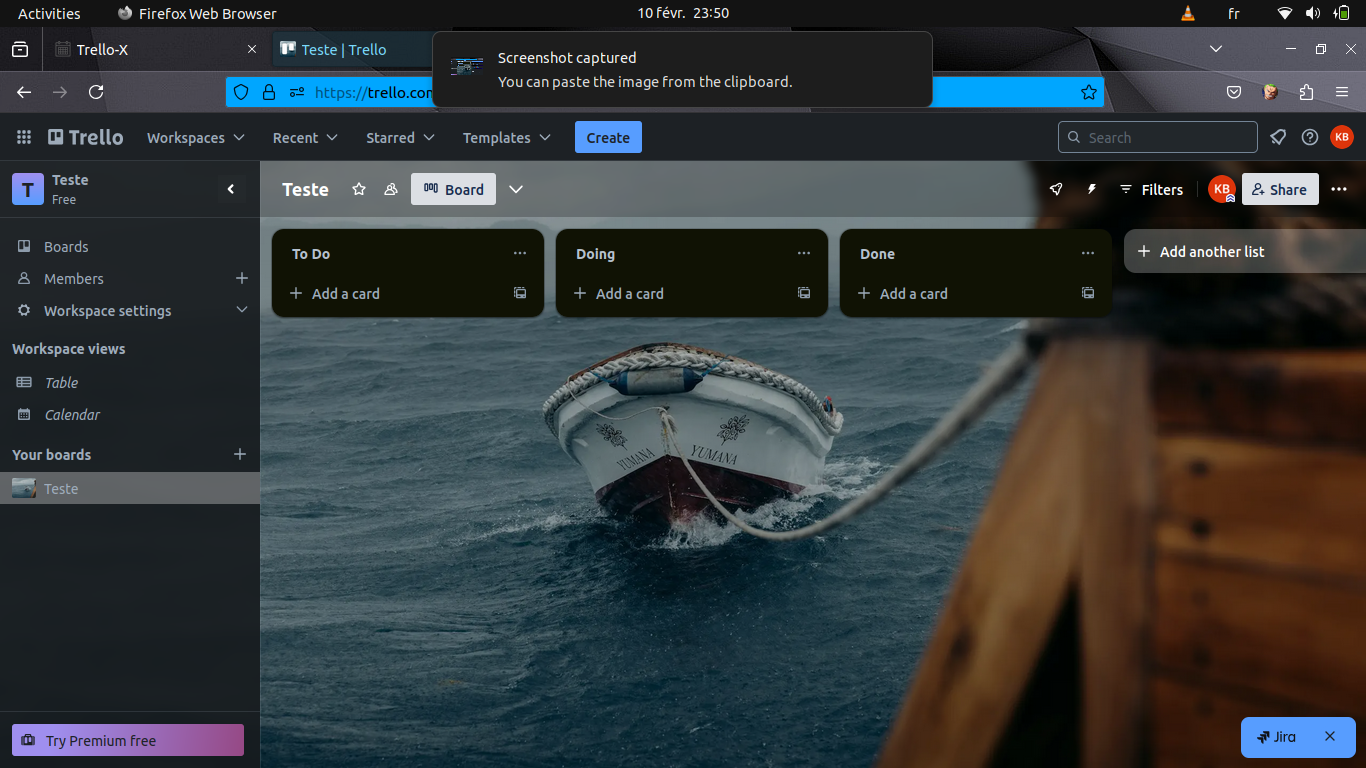 Activities Firefox Web Browser 10 févr. 23:50 fr
Trello-X Teste | Trello
Screenshot captured
You can paste the image from the clipboard.
https://trello.com
Trello Workspaces Recent Starred Templates Create Search KB
T Teste
Free
Teste Board Filters KB Share
Boards
Members
Workspace settings
Workspace views
Table
Calendar
Your boards
Teste
To Do
Add a card
Doing
Add a card
Done
Add a card
Add another list
YUMANA YUMANA
Try Premium free
Jira